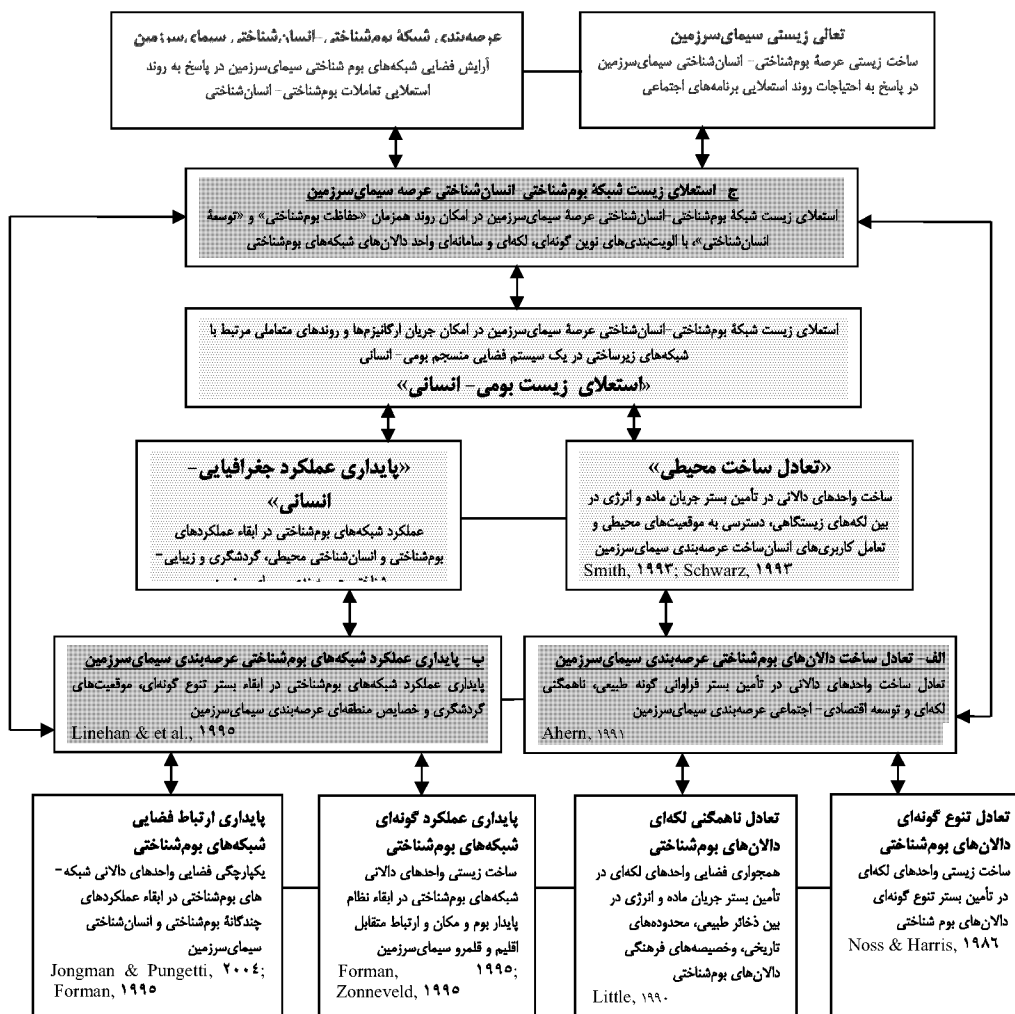 تعالی زیستی سیمای‌سرزمین
ساخت زیستی عرصهٔ بوم‌شناختی- انسان‌شناختی سیمای‌سرزمین
در پاسخ به احتیاجات روند استعلایی برنامه‌های اجتماعی
عرصه‌بندی شبکهٔ بوم‌شناختی-انسان‌شناختی سیمای‌سرزمین
آرایش فضایی شبکه‌های بوم شناختی سیمای‌سرزمین در پاسخ به روند
استعلایی تعاملات بوم‌شناختی- انسان‌شناختی
ج- استعلای زیست شبکهٔ بوم‌شناختی-انسان‌شناختی عرصه سیمای‌سرزمین
استعلای زیست شبکهٔ بوم‌شناختی-انسان‌شناختی عرصهٔ سیمای‌سرزمین در امکان روند همزمان «حفاظت بوم‌شناختی» و «توسعهٔ
انسان‌شناختی»، با الویت‌بندی‌های نوین گونه‌ای، لکه‌ای و سامانه‌ای واحد دالان‌های شبکه‌های بوم‌شناختی
استعلای زیست شبکهٔ بوم‌شناختی-انسان‌شناختی عرصهٔ سیمای‌سرزمین در امکان جریان ارگانیزم‌ها و روندهای متعاملی مرتبط با
شبکه‌های زیرساختی در یک سیستم فضایی منسجم بومی- انسانی
«استعلای زیست بومی- انسانی»
«تعادل ساخت محیطی»
ساخت واحدهای دالانی در تأمین بستر جریان ماده و انرژی در
بین لکه‌های زیستگاهی، دسترسی به موقعیت‌های محیطی و
تعامل کاربری‌های انسان‌ساخت عرصه‌بندی سیمای‌سرزمین
Smith, ۱۹۹۳; Schwarz, ۱۹۹۳
«پایداری عملکرد جغرافیایی-
انسانی»
عملکرد شبکه‌های بوم‌شناختی در ابقاء عملکردهای
بوم‌شناختی و انسان‌شناختی محیطی، گردشگری و زیبایی-
الف- تعادل ساخت دالان‌های بوم‌شناختی عرصه‌بندی سیمای‌سرزمین
تعادل ساخت واحدهای دالانی در تأمین بستر فراوانی گونه طبیعی، ناهمگنی
لکه‌ای و توسعه اقتصادی- اجتماعی عرصه‌بندی سیمای‌سرزمین
Ahern, ۱۹۹۱
ب- پایداری عملکرد شبکه‌های بوم‌شناختی عرصه‌بندی سیمای‌سرزمین
پایداری عملکرد شبکه‌های بوم‌شناختی در ابقاء بستر تنوع گونه‌ای، موقعیت‌های
گردشگری و خصایص منطقه‌ای عرصه‌بندی سیمای‌سرزمین
Linehan & et al., ۱۹۹۵
تعادل تنوع گونه‌ای
دالان‌های بوم‌شناختی
ساخت زیستی واحدهای لکه‌ای
در تأمین بستر تنوع گونه‌ای
دالان‌های بوم شناختی
Noss & Harris, ۱۹۸۶
تعادل ناهمگنی لکه‌ای
دالان‌های بوم‌شناختی
همجواری فضایی واحدهای لکه‌ای در
تأمین بستر جریان ماده و انرژی در
بین ذخائر طبیعی، محدوده‌های
تاریخی، وخصیصه‌های فرهنگی
دالان‌های بوم‌شناختی
Little, ۱۹۹۰
پایداری عملکرد گونه‌ای
شبکه‌های بوم‌شناختی
ساخت زیستی واحدهای دالانی
شبکه‌های بوم‌شناختی در ابقاء نظام
پایدار بوم و مکان و ارتباط متقابل
اقلیم و قلمرو سیمای‌سرزمین
Forman, ۱۹۹۵;
Zonneveld, ۱۹۹۵
پایداری ارتباط فضایی
شبکه‌های بوم‌شناختی
یکپارچگی فضایی واحدهای دالانی شبکه-
های بوم‌شناختی در ابقاء عملکردهای
چندگانهٔ بوم‌شناختی و انسان‌شناختی
سیمای‌سرزمین
Jongman & Pungetti, ۲۰۰۴;
Forman, ۱۹۹۵